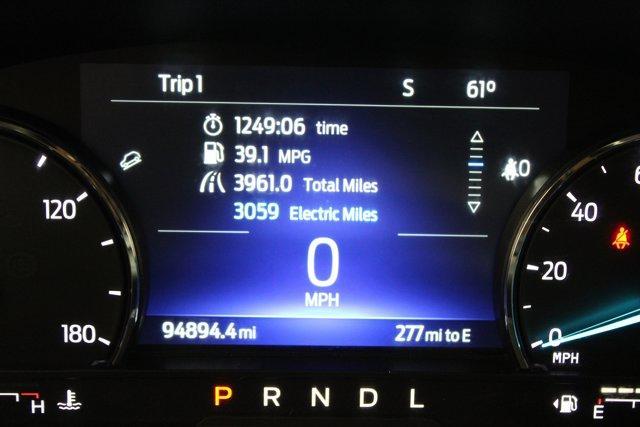 Trip 1 S 61º
1249:06 time
39.1 MPG
3961.0 Total Miles
3059 Electric Miles
0
MPH
94894.4 mi 277 mi to E
120
180
40
20
0
MPH
P R N D L
H
E